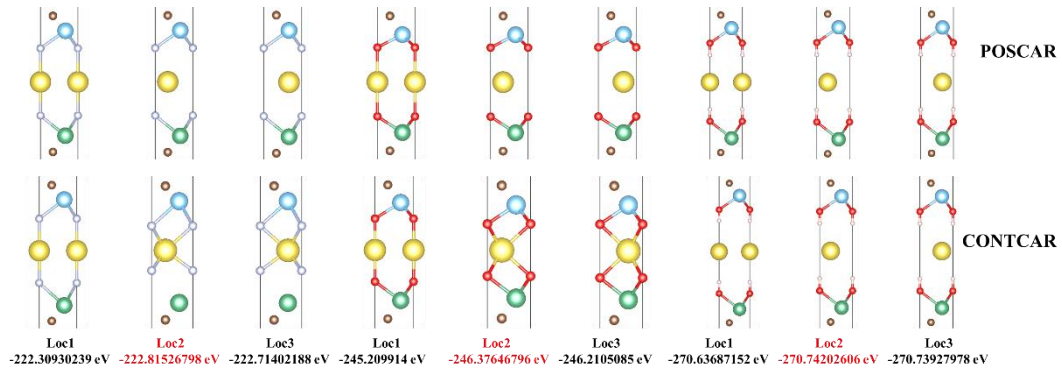 POSCAR
CONTCAR
Loc1 Loc2 Loc3 Loc1 Loc2 Loc3 Loc1 Loc2 Loc3
-222.30930239 eV -222.81526798 eV -222.71402188 eV -245.209914 eV -246.37646796 eV -246.2105085 eV -270.63687152 eV -270.74202606 eV -270.73927978 eV